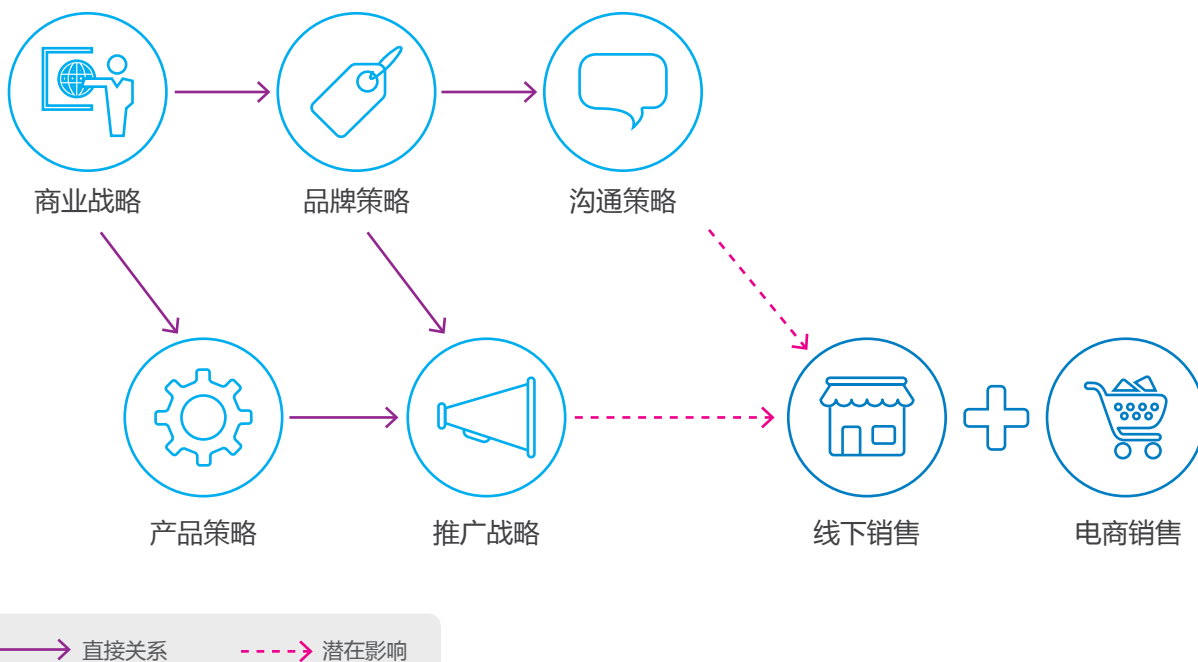 商业战略
品牌策略
沟通策略
产品策略
推广战略
线下销售
电商销售
直接关系
潜在影响